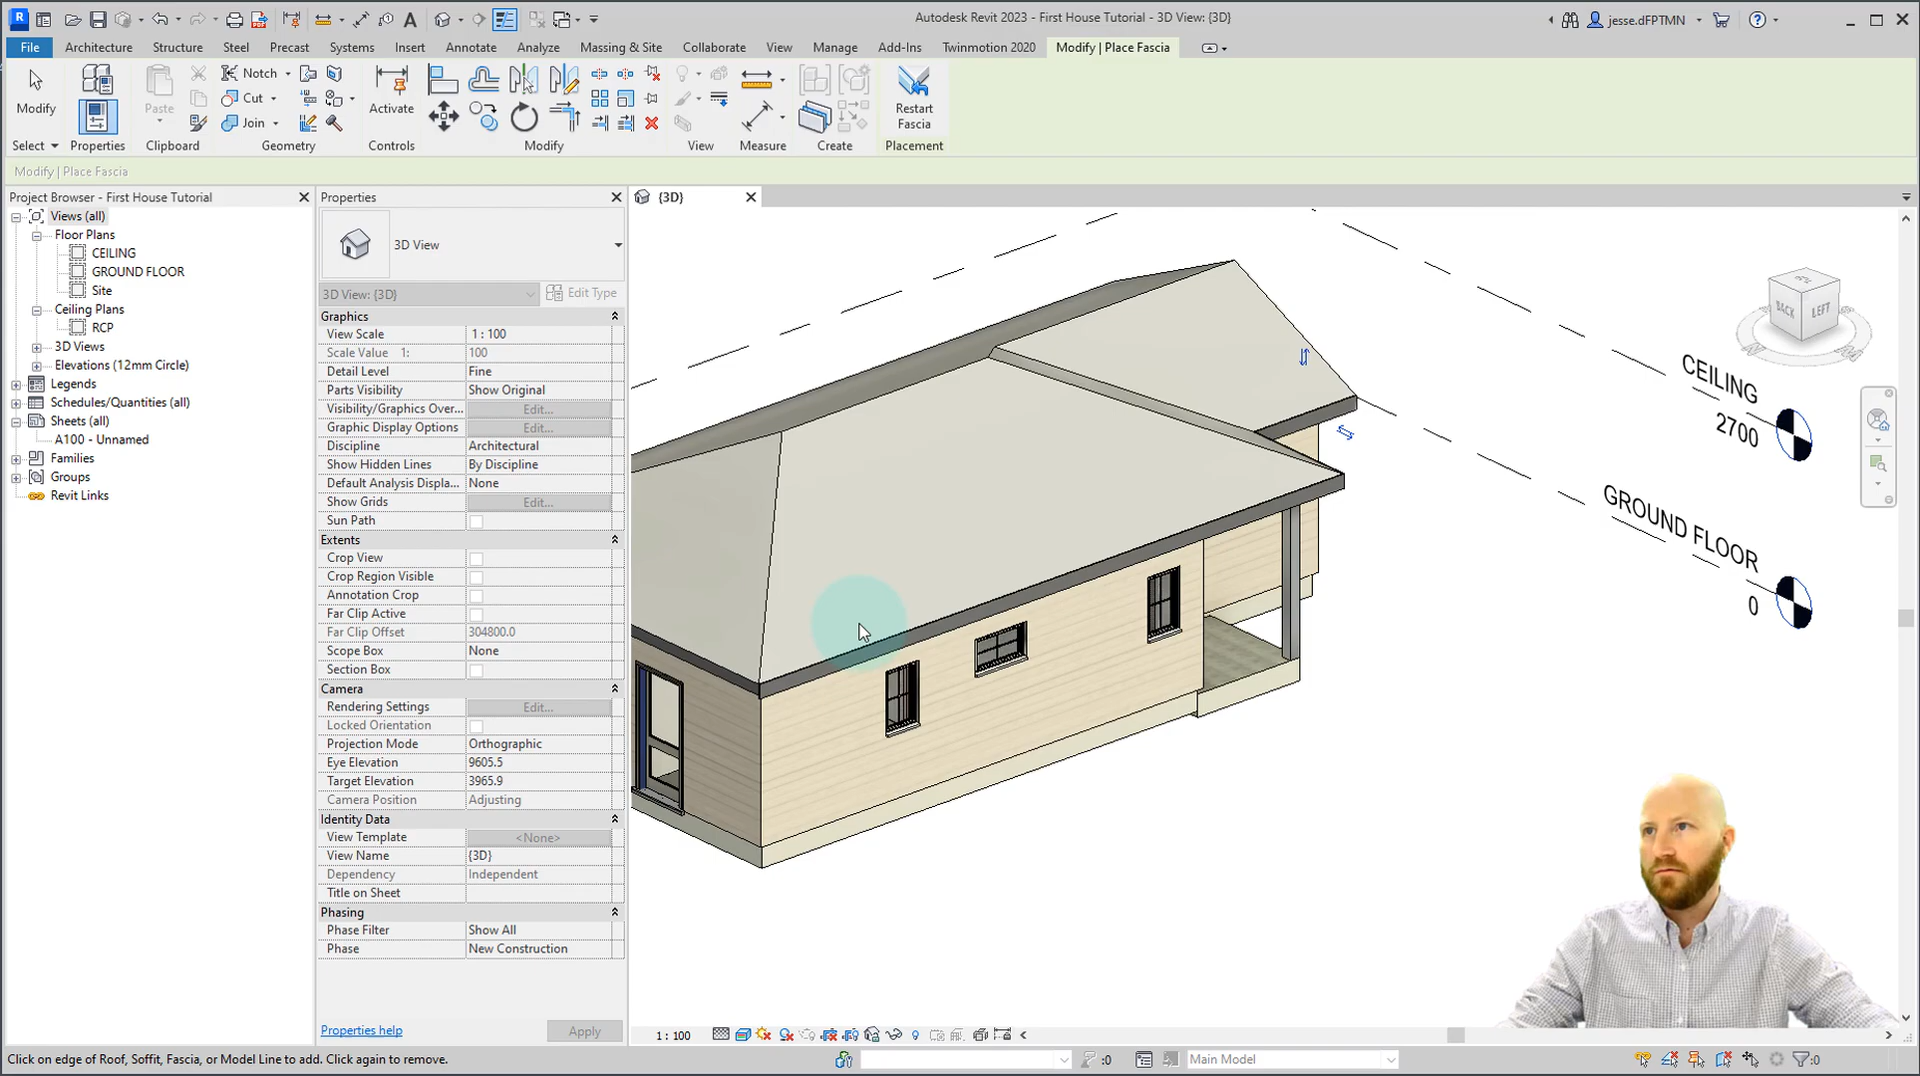 Autodesk Revit 2023 - First House Tutorial - 3D View: {3D}
jesse.dFPTMN
File Architecture Structure Steel Precast Systems Insert Annotate Analyze Massing & Site Collaborate View Manage Add-Ins Twinmotion 2020 Modify | Place Fascia
Modify
Paste
Notch
Cut
Join
Activate
Restart
Fascia
Select Properties Clipboard Geometry Controls Modify View Measure Create Placement
Modify | Place Fascia
Project Browser - First House Tutorial
Views (all)
Floor Plans
CEILING
GROUND FLOOR
Site
Ceiling Plans
RCP
3D Views
Elevations (12mm Circle)
Legends
Schedules/Quantities (all)
Sheets (all)
A100 - Unnamed
Families
Groups
Revit Links
Properties
3D View
3D View: {3D} Edit Type
Graphics
View Scale 1 : 100
Scale Value 1: 100
Detail Level Fine
Parts Visibility Show Original
Visibility/Graphics Over... Edit...
Graphic Display Options Edit...
Discipline Architectural
Show Hidden Lines By Discipline
Default Analysis Displa... None
Show Grids Edit...
Sun Path
Extents
Crop View
Crop Region Visible
Annotation Crop
Far Clip Active
Far Clip Offset 304800.0
Scope Box None
Section Box
Camera
Rendering Settings Edit...
Locked Orientation
Projection Mode Orthographic
Eye Elevation 9605.5
Target Elevation 3965.9
Camera Position Adjusting
Identity Data
View Template <None>
View Name {3D}
Dependency Independent
Title on Sheet
Phasing
Phase Filter Show All
Phase New Construction
Properties help Apply
{3D}
BACK LEFT
CEILING
2700
GROUND FLOOR
0
1 : 100
Click on edge of Roof, Soffit, Fascia, or Model Line to add. Click again to remove.
:0
Main Model
:0